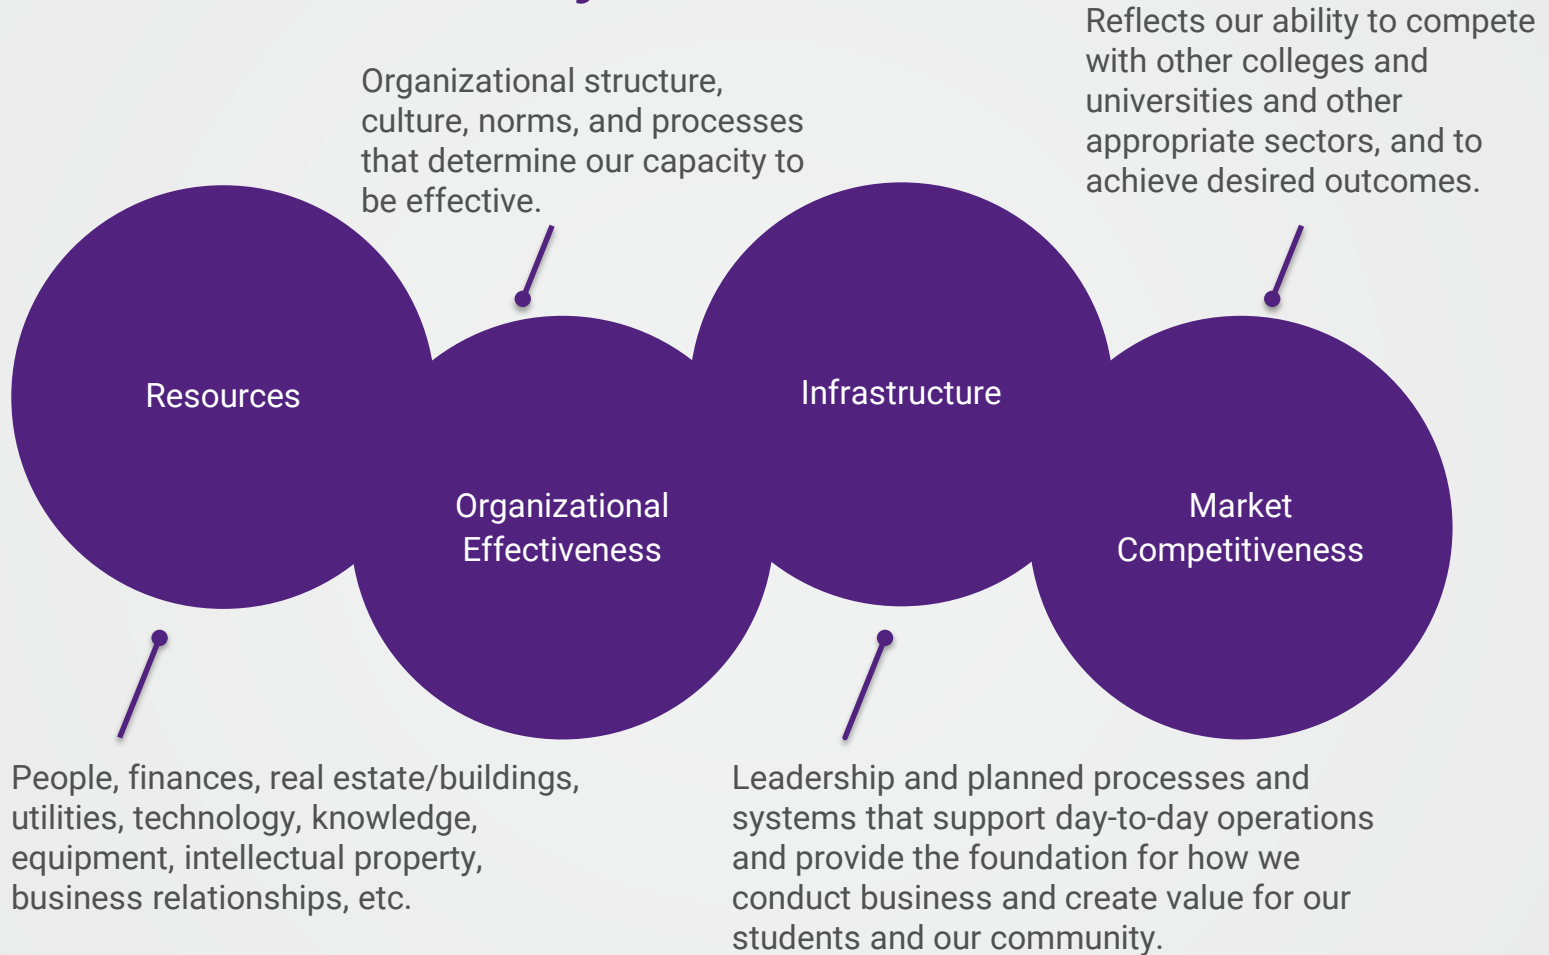 Reflects our ability to compete
with other colleges and
universities and other
appropriate sectors, and to
achieve desired outcomes.
Organizational structure,
culture, norms, and processes
that determine our capacity to
be effective.
Resources
Infrastructure
Organizational
Effectiveness
Market
Competitiveness
People, finances, real estate/buildings,
utilities, technology, knowledge,
equipment, intellectual property,
business relationships, etc.
Leadership and planned processes and
systems that support day-to-day operations
and provide the foundation for how we
conduct business and create value for our
students and our community.